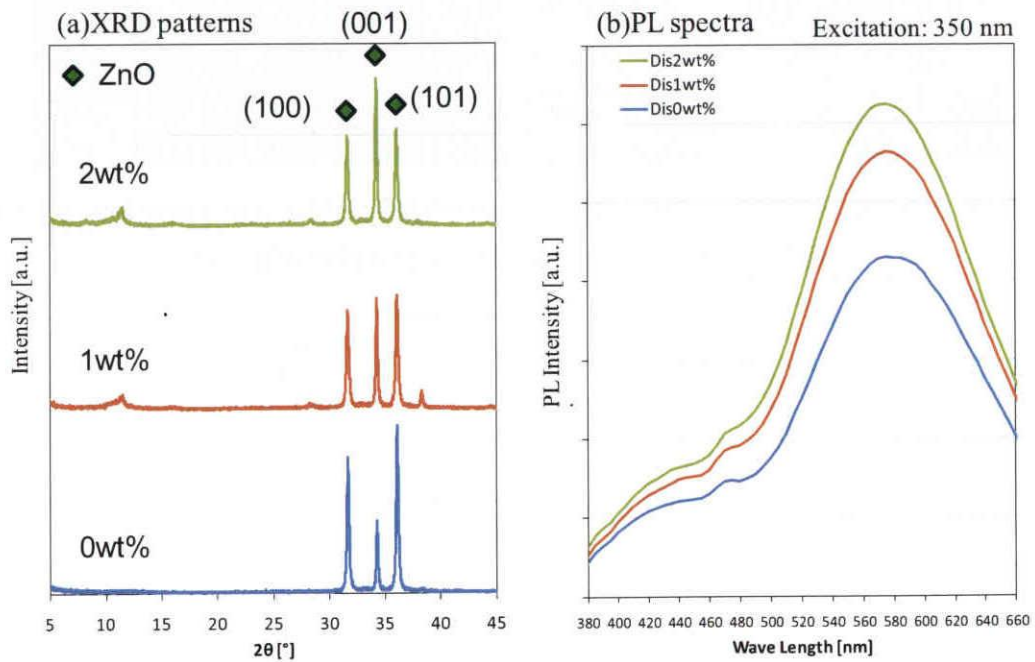 (a)XRD patterns
(001)
ZnO
(100)
(101)
2wt%
1wt%
0wt%
Intensity [a.u.]
5 10 15 20 25 30 35 40 45
2θ [°]
(b)PL spectra
Excitation: 350 nm
Dis2wt%
Dis1wt%
Dis0wt%
PL Intensity [a.u.]
380 400 420 440 460 480 500 520 540 560 580 600 620 640 660
Wave Length [nm]